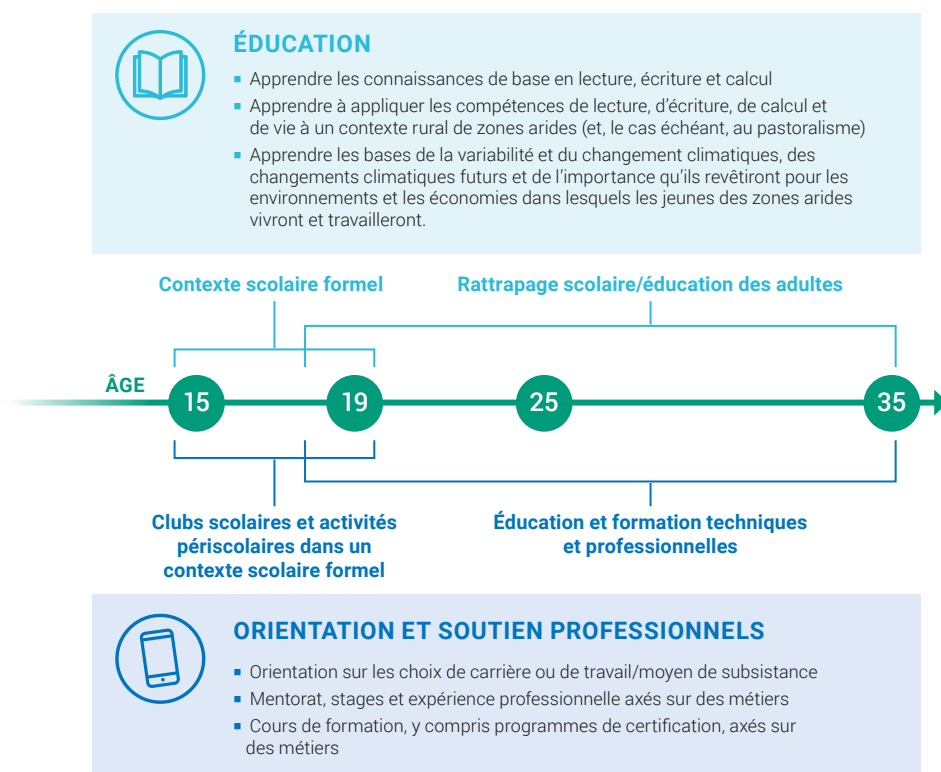 ÉDUCATION
▪ Apprendre les connaissances de base en lecture, écriture et calcul
▪ Apprendre à appliquer les compétences de lecture, d’écriture, de calcul et
de vie à un contexte rural de zones arides (et, le cas échéant, au pastoralisme)
▪ Apprendre les bases de la variabilité et du changement climatiques, des
changements climatiques futurs et de l’importance qu’ils revêtiront pour les
environnements et les économies dans lesquels les jeunes des zones arides
vivront et travailleront.
Contexte scolaire formel
Rattrapage scolaire/éducation des adultes
ÂGE
15
19
25
35
Clubs scolaires et activités
périscolaires dans un
contexte scolaire formel
Éducation et formation techniques
et professionnelles
ORIENTATION ET SOUTIEN PROFESSIONNELS
▪ Orientation sur les choix de carrière ou de travail/moyen de subsistance
▪ Mentorat, stages et expérience professionnelle axés sur des métiers
▪ Cours de formation, y compris programmes de certification, axés sur
des métiers